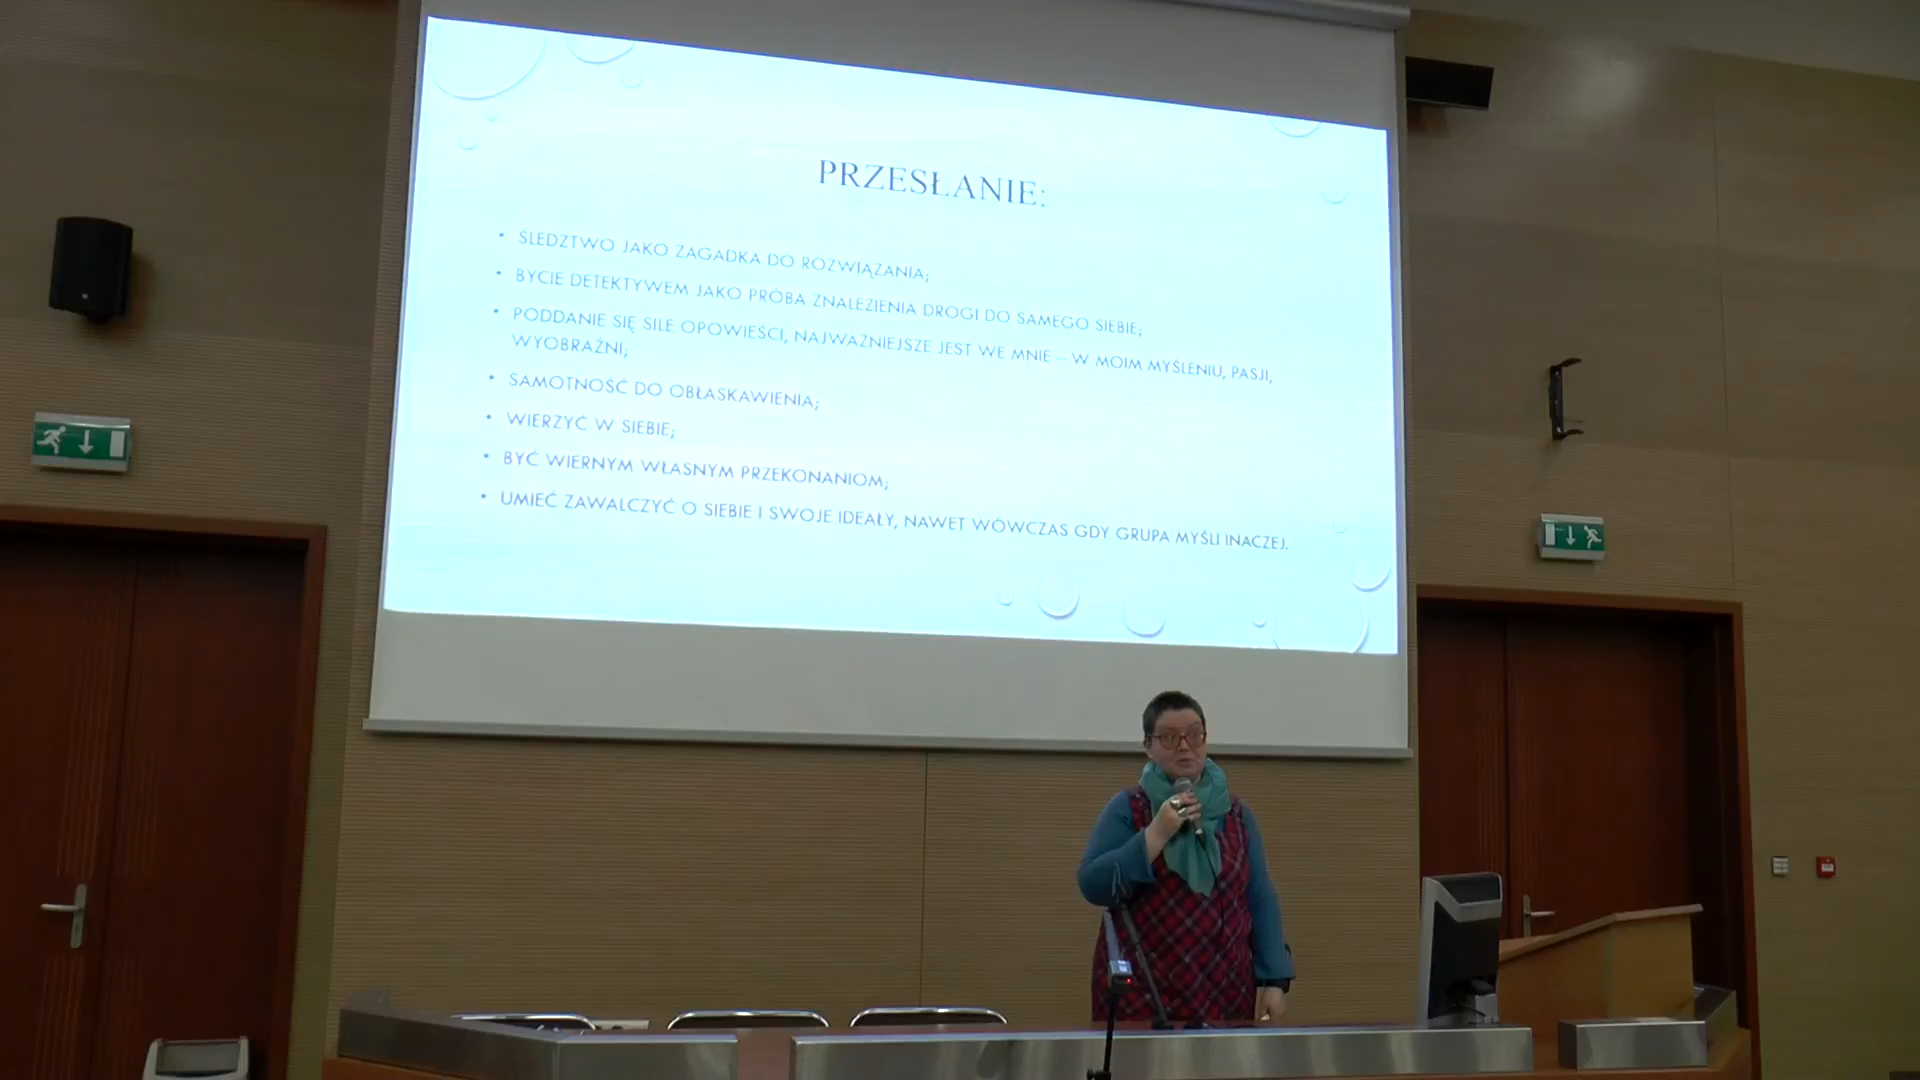 PRZESŁANIE:
• ŚLEDZTWO JAKO ZAGADKA DO ROZWIĄZANIA;
• BYCIE DETEKTYWEM JAKO PRÓBA ZNALEZIENIA DROGI DO SAMEGO SIEBIE;
• PODDANIE SIĘ SILE OPOWIEŚCI, NAJWAŻNIEJSZE JEST WE MNIE – W MOIM MYŚLENIU, PASJI,
WYOBRAŹNI;
• SAMOTNOŚĆ DO OBŁASKAWIENIA;
• WIERZYĆ W SIEBIE;
• BYĆ WIERNYM WŁASNYM PRZEKONANIOM;
• UMIEĆ ZAWALCZYĆ O SIEBIE I SWOJE IDEAŁY, NAWET WÓWCZAS GDY GRUPA MYŚLI INACZEJ.